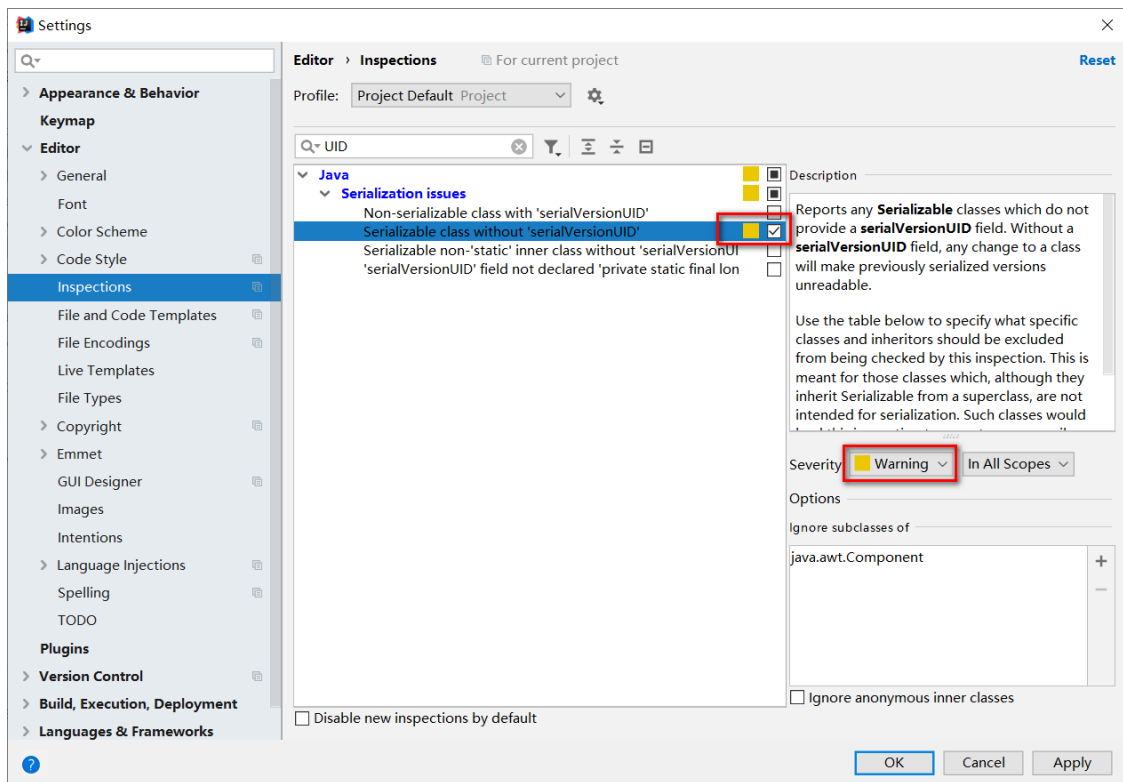 Settings
Appearance & Behavior
Keymap
Editor
General
Font
Color Scheme
Code Style
Inspections
File and Code Templates
File Encodings
Live Templates
File Types
Copyright
Emmet
GUI Designer
Images
Intentions
Language Injections
Spelling
TODO
Plugins
Version Control
Build, Execution, Deployment
Languages & Frameworks
Editor › Inspections For current project Reset
Profile: Project Default Project
UID
Java
Serialization issues
Non-serializable class with 'serialVersionUID'
Serializable class without 'serialVersionUID'
Serializable non-'static' inner class without 'serialVersionUI
'serialVersionUID' field not declared 'private static final lon
Disable new inspections by default
Description
Reports any Serializable classes which do not
provide a serialVersionUID field. Without a
serialVersionUID field, any change to a class
will make previously serialized versions
unreadable.
Use the table below to specify what specific
classes and inheritors should be excluded
from being checked by this inspection. This is
meant for those classes which, although they
inherit Serializable from a superclass, are not
intended for serialization. Such classes would
Severity Warning In All Scopes
Options
Ignore subclasses of
java.awt.Component
Ignore anonymous inner classes
? OK Cancel Apply